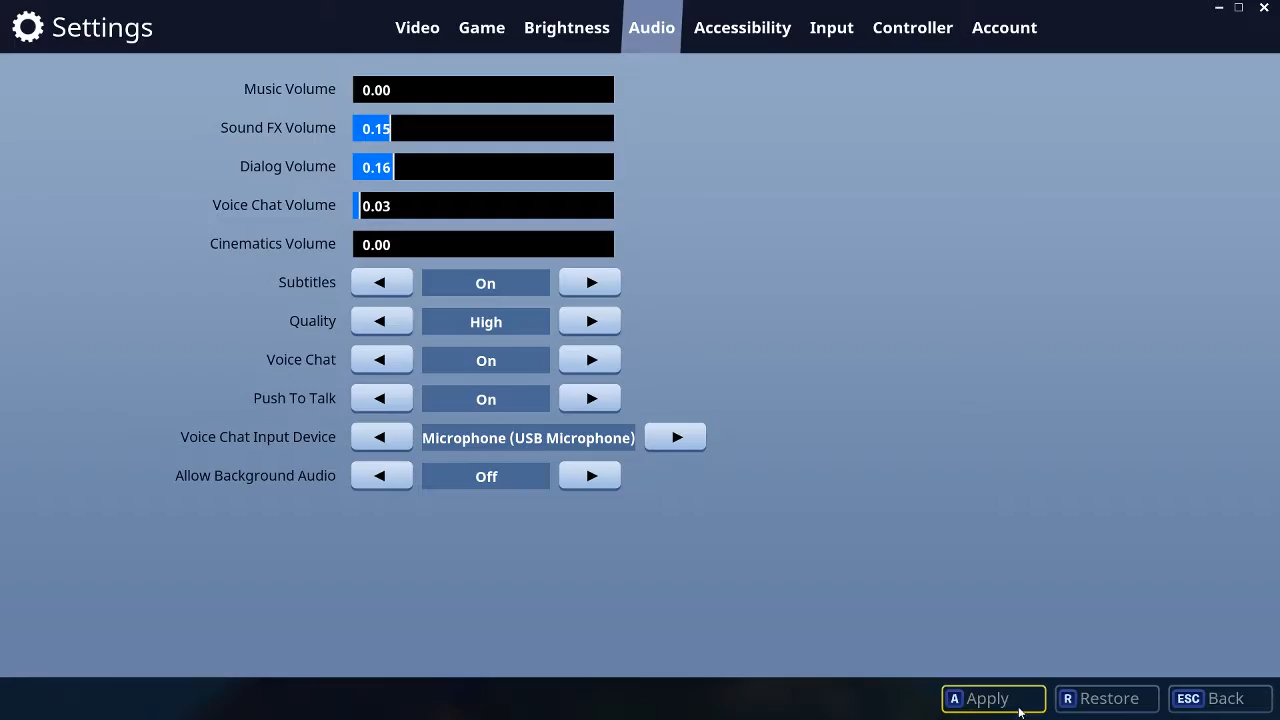 Settings
Video Game Brightness Audio Accessibility Input Controller Account
Music Volume 0.00
Sound FX Volume 0.15
Dialog Volume 0.16
Voice Chat Volume 0.03
Cinematics Volume 0.00
Subtitles On
Quality High
Voice Chat On
Push To Talk On
Voice Chat Input Device Microphone (USB Microphone)
Allow Background Audio Off
A Apply R Restore ESC Back